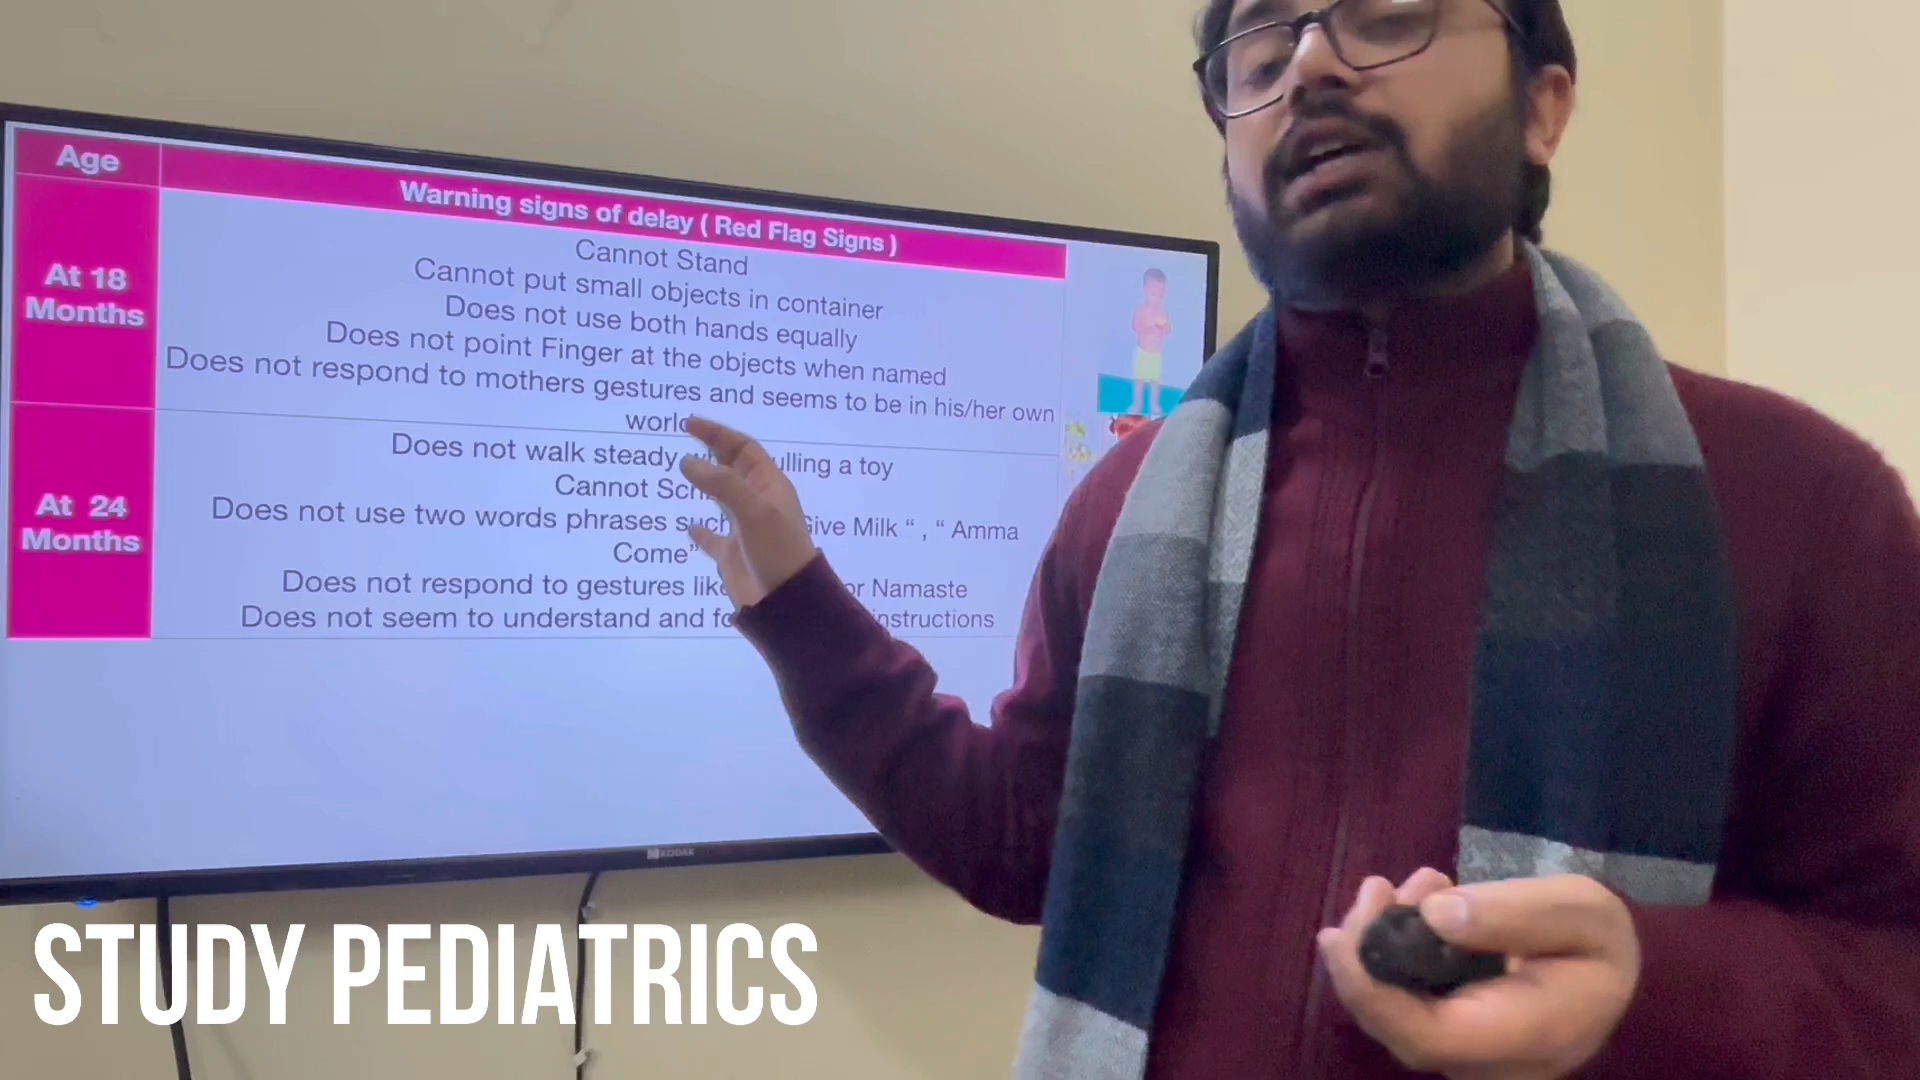 Age
Warning signs of delay ( Red Flag Signs )
At 18
Months
Cannot Stand
Cannot put small objects in container
Does not use both hands equally
Does not point Finger at the objects when named
Does not respond to mothers gestures and seems to be in his/her own
world
At 24
Months
Does not walk steady a toy
Cannot
Does not use two words phrases Milk “ , “ Amma
Come”
Does not respond to gestures or Namaste
Does not seem to understand and instructions
KODAK
STUDY PEDIATRICS